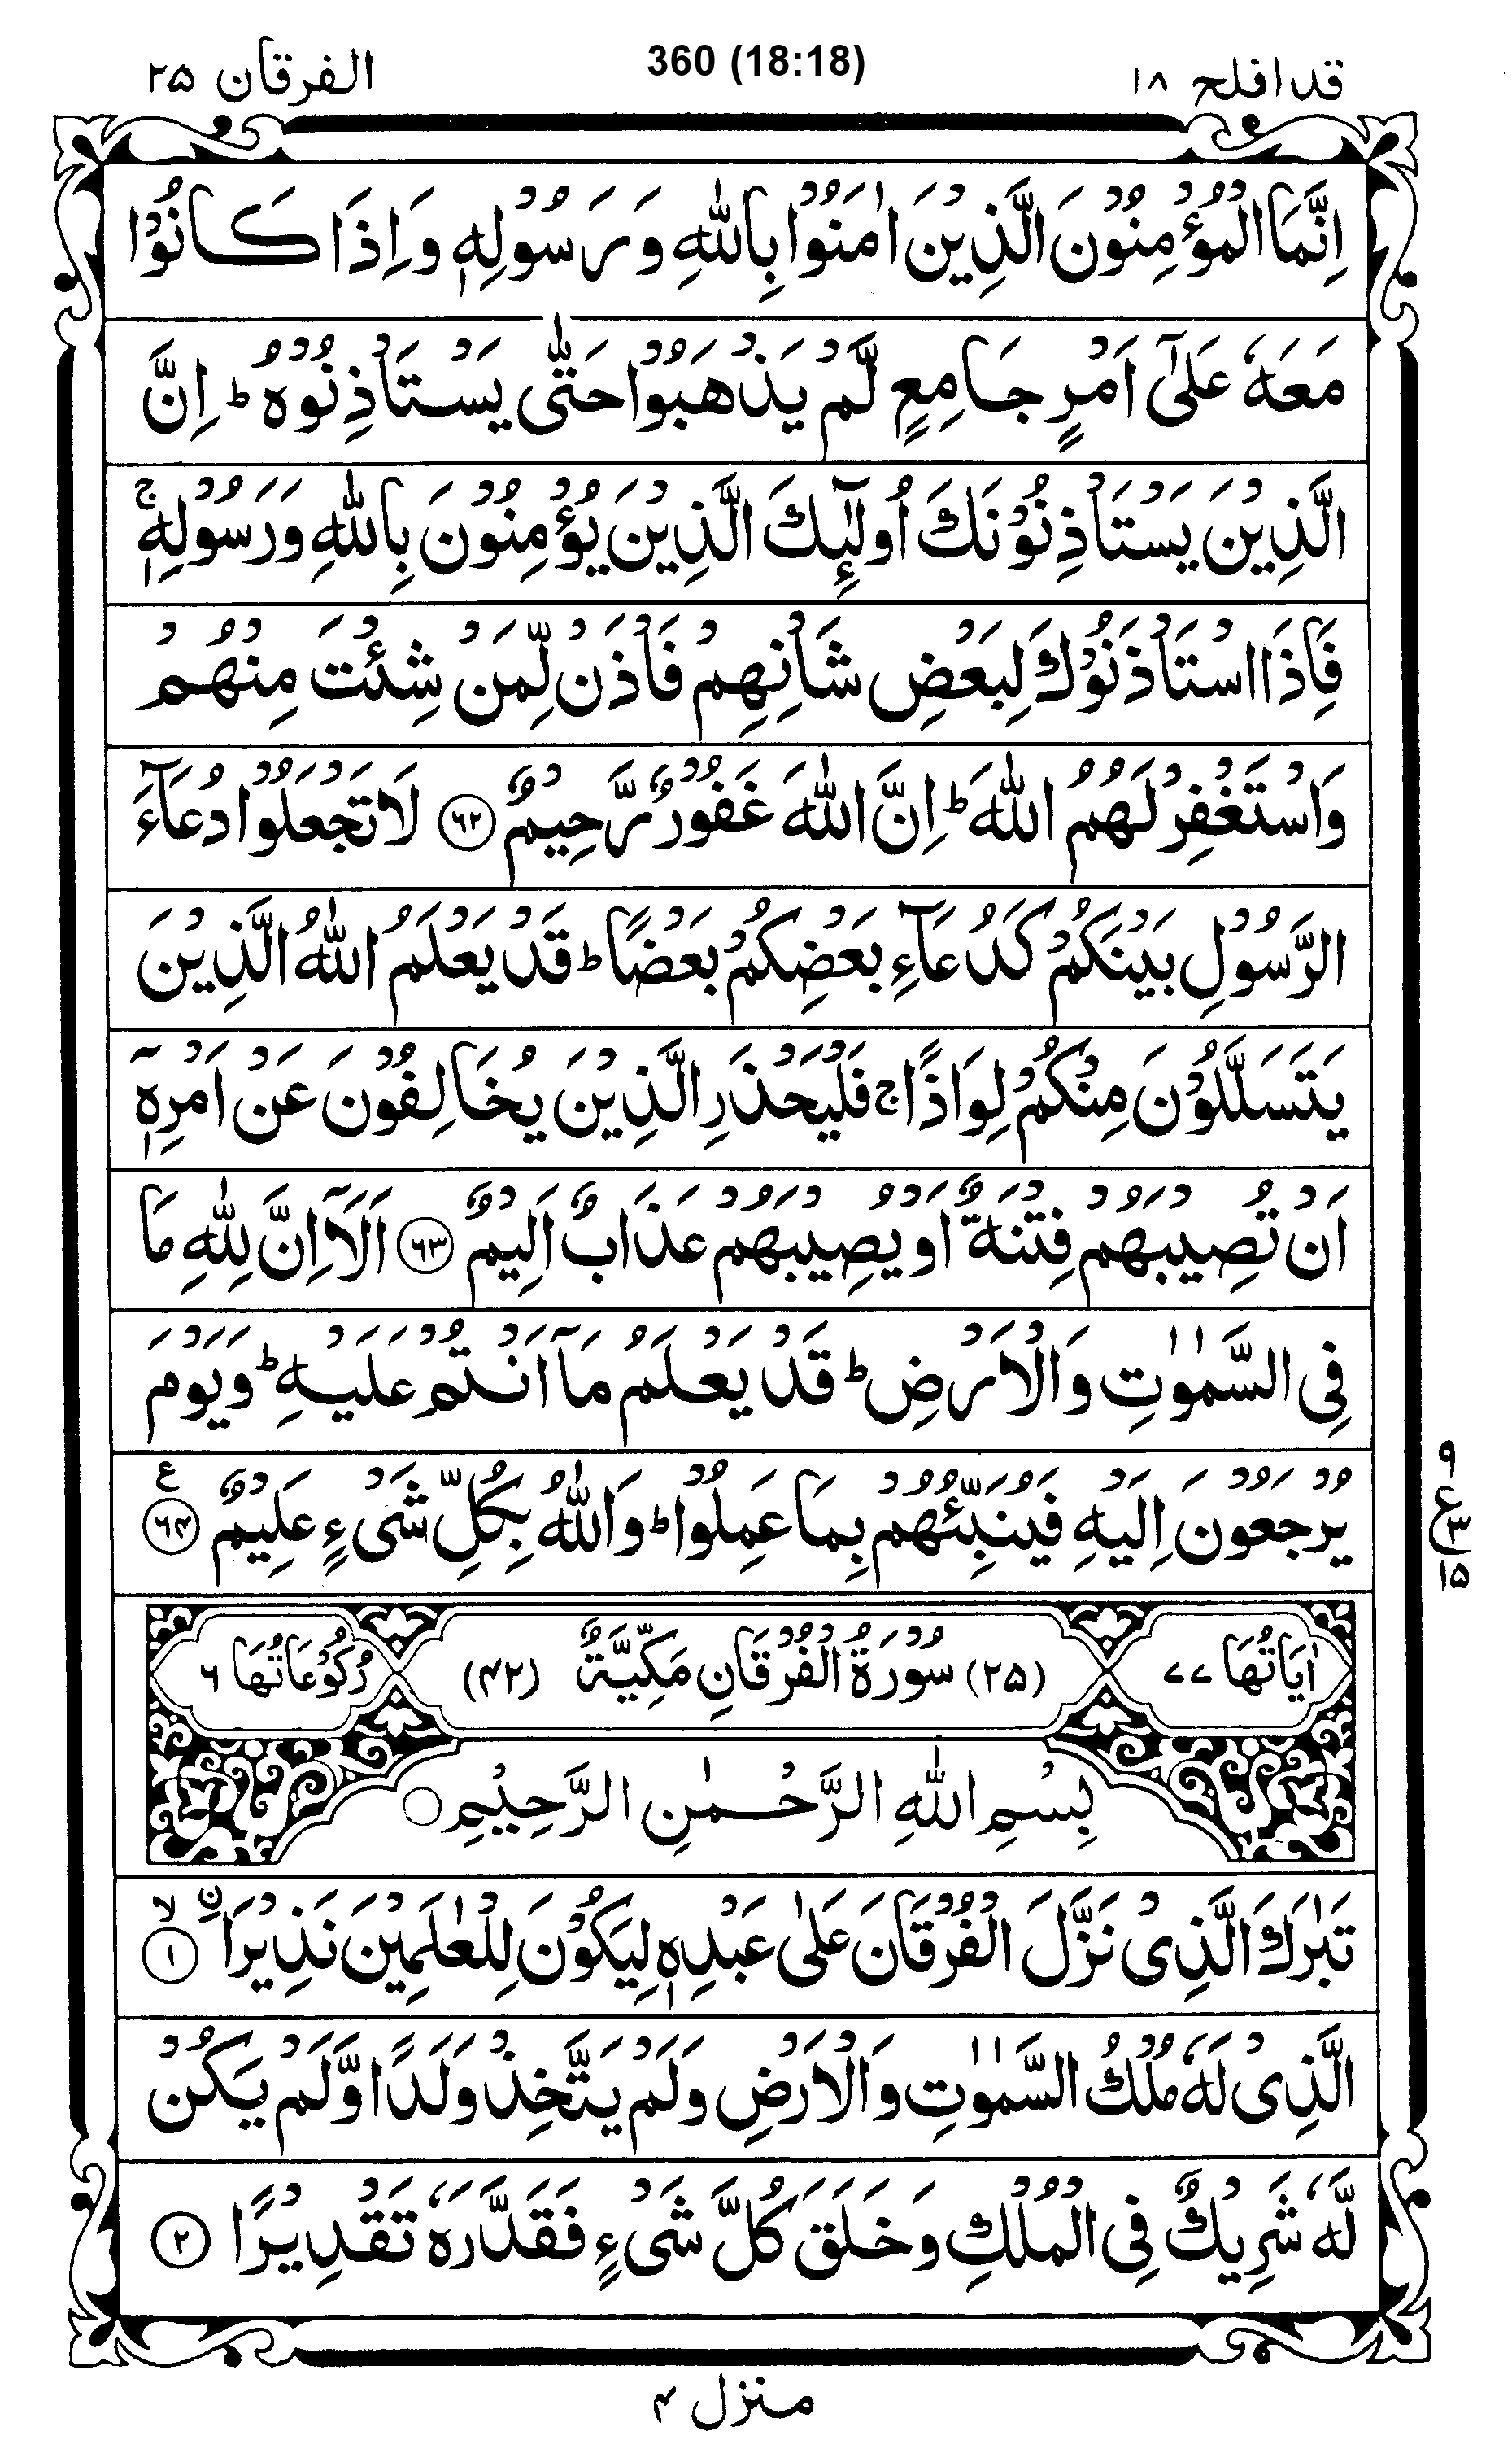 قد افلح ١٨ 360 (18:18) الفرقان ٢٥
اِنَّمَا الْمُؤْمِنُوْنَ الَّذِيْنَ اٰمَنُوْا بِاللّٰهِ وَ رَسُوْلِهٖ وَ اِذَا كَانُوْا
مَعَهٗ عَلٰۤى اَمْرٍ جَامِعٍ لَّمْ يَذْهَبُوْا حَتّٰى يَسْتَاْذِنُوْهُ ؕ اِنَّ
الَّذِيْنَ يَسْتَاْذِنُوْنَكَ اُولٰٓئِكَ الَّذِيْنَ يُؤْمِنُوْنَ بِاللّٰهِ وَ رَسُوْلِهٖ ۚ
فَاِذَا اسْتَاْذَنُوْكَ لِبَعْضِ شَاْنِهِمْ فَاْذَنْ لِّمَنْ شِئْتَ مِنْهُمْ
وَ اسْتَغْفِرْ لَهُمُ اللّٰهَ ؕ اِنَّ اللّٰهَ غَفُوْرٌ رَّحِيْمٌ ﴿٦٢﴾ لَا تَجْعَلُوْا دُعَآءَ
الرَّسُوْلِ بَيْنَكُمْ كَدُعَآءِ بَعْضِكُمْ بَعْضًا ؕ قَدْ يَعْلَمُ اللّٰهُ الَّذِيْنَ
يَتَسَلَّلُوْنَ مِنْكُمْ لِوَاذًا ۚ فَلْيَحْذَرِ الَّذِيْنَ يُخَالِفُوْنَ عَنْ اَمْرِهٖۤ
اَنْ تُصِيْبَهُمْ فِتْنَةٌ اَوْ يُصِيْبَهُمْ عَذَابٌ اَلِيْمٌ ﴿٦٣﴾ اَلَاۤ اِنَّ لِلّٰهِ مَا
فِى السَّمٰوٰتِ وَ الْاَرْضِ ؕ قَدْ يَعْلَمُ مَاۤ اَنْتُمْ عَلَيْهِ ؕ وَ يَوْمَ
يُرْجَعُوْنَ اِلَيْهِ فَيُنَبِّئُهُمْ بِمَا عَمِلُوْا ؕ وَ اللّٰهُ بِكُلِّ شَىْءٍ عَلِيْمٌ ﴿٦٤﴾ ع
٩
ع ٣
١٥
اٰيَاتُهَا ٧٧ (٢٥) سُوْرَةُ الْفُرْقَانِ مَكِّيَّةٌ (٤٢) رُكُوْعَاتُهَا ٦
بِسْمِ اللّٰهِ الرَّحْمٰنِ الرَّحِيْمِ ○
تَبٰرَكَ الَّذِىْ نَزَّلَ الْفُرْقَانَ عَلٰى عَبْدِهٖ لِيَكُوْنَ لِلْعٰلَمِيْنَ نَذِيْرَا ۨ ۙ ﴿١﴾
الَّذِىْ لَهٗ مُلْكُ السَّمٰوٰتِ وَ الْاَرْضِ وَ لَمْ يَتَّخِذْ وَلَدًا وَّ لَمْ يَكُنْ
لَّهٗ شَرِيْكٌ فِى الْمُلْكِ وَ خَلَقَ كُلَّ شَىْءٍ فَقَدَّرَهٗ تَقْدِيْرًا ﴿٢﴾
منزل ٤